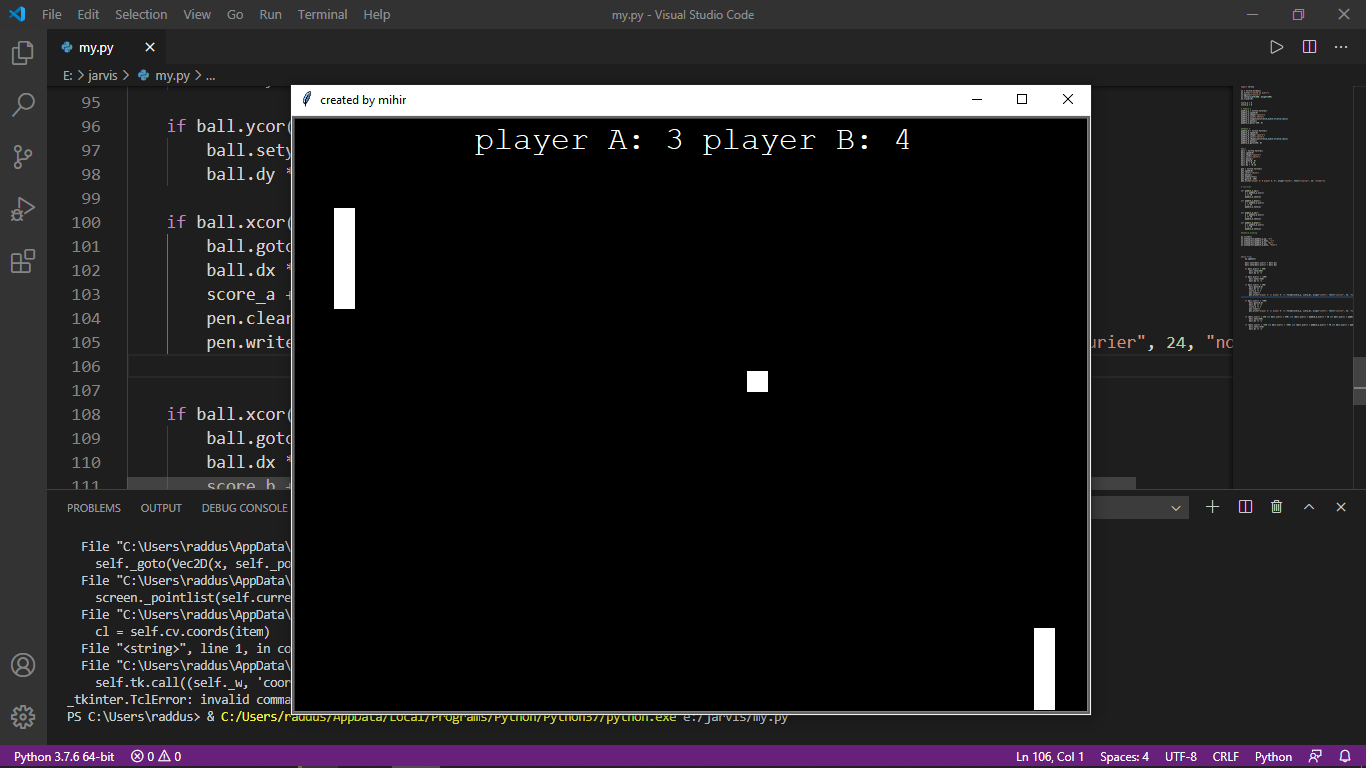 File Edit Selection View Go Run Terminal Help my.py - Visual Studio Code
my.py
E: > jarvis > my.py > ...
created by mihir
player A: 3 player B: 4
95
96 if ball.ycor(
97 ball.sety
98 ball.dy *
99
100 if ball.xcor(
101 ball.goto
102 ball.dx *
103 score_a +
104 pen.clear
105 pen.write urier", 24, "no
106
107
108 if ball.xcor(
109 ball.goto
110 ball.dx *
111 score_b +
PROBLEMS OUTPUT DEBUG CONSOLE
File "C:\Users\raddus\AppData\
self._goto(Vec2D(x, self._po
File "C:\Users\raddus\AppData\
screen._pointlist(self.curre
File "C:\Users\raddus\AppData\
cl = self.cv.coords(item)
File "<string>", line 1, in co
File "C:\Users\raddus\AppData\
self.tk.call((self._w, 'coor
_tkinter.TclError: invalid comma
PS C:\Users\raddus> & C:/Users/raddus/AppData/Local/Programs/Python/Python37/python.exe e:/jarvis/my.py
Python 3.7.6 64-bit 0 0 Ln 106, Col 1 Spaces: 4 UTF-8 CRLF Python